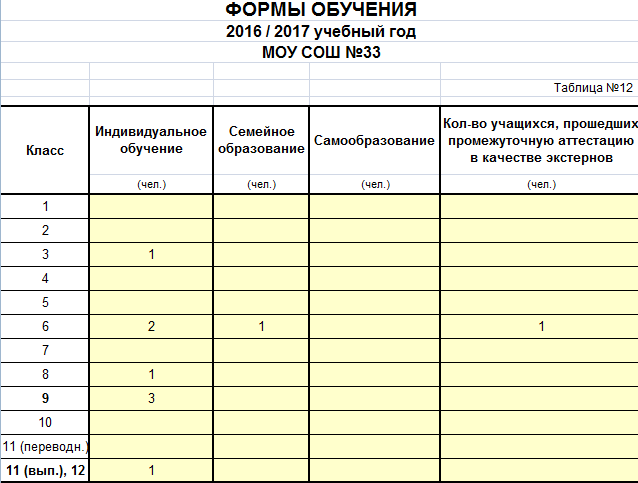 ФОРМЫ ОБУЧЕНИЯ
2016 / 2017 учебный год
МОУ СОШ №33
Таблица №12
Класс
Индивидуальное
обучение
Семейное
образование
Самообразование
Кол-во учащихся, прошедших
промежуточную аттестацию
в качестве экстернов
(чел.) (чел.) (чел.) (чел.)
1
2
3 1
4
5
6 2 1 1
7
8 1
9 3
10
11 (переводн.)
11 (вып.), 12 1